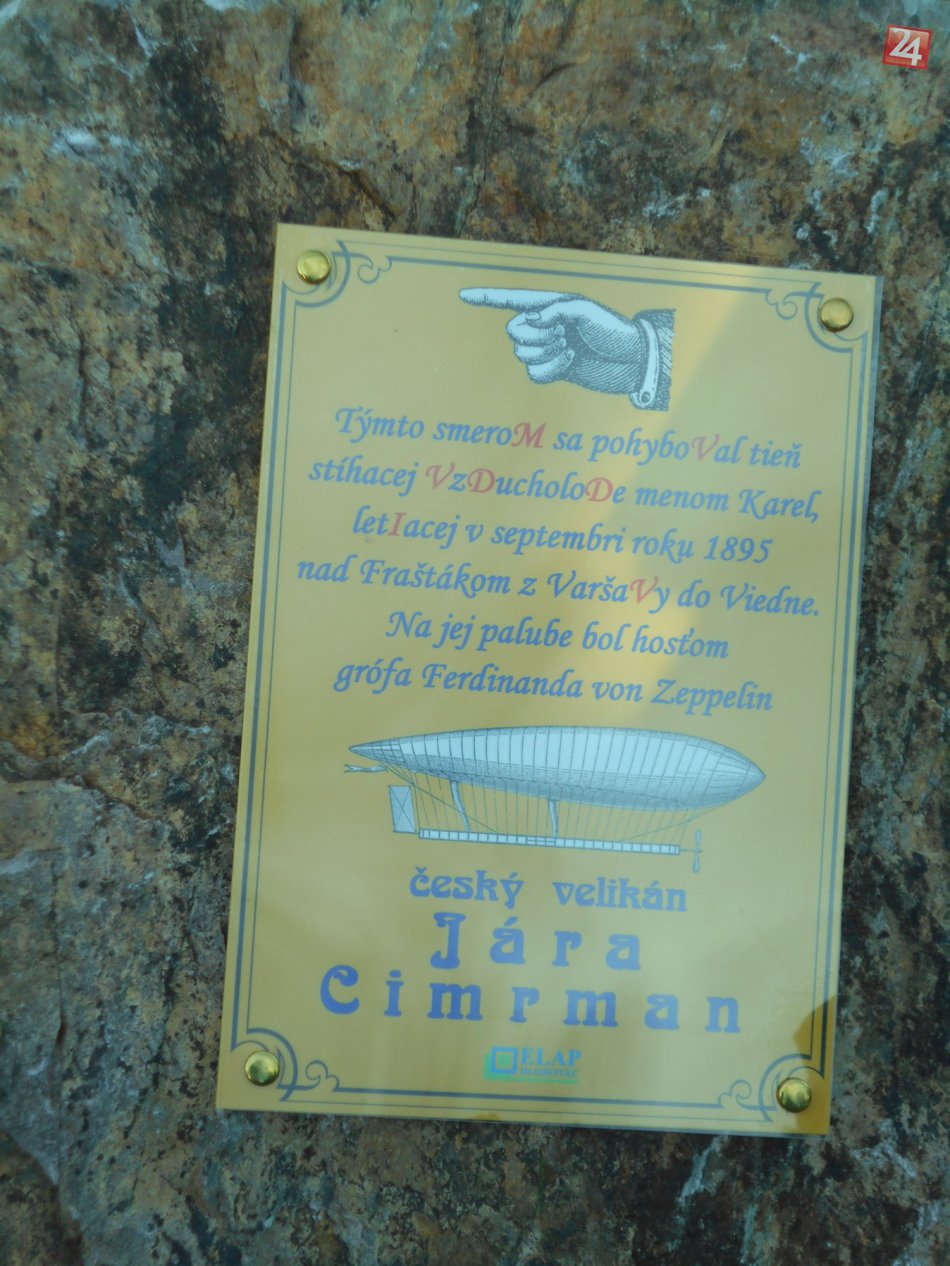 24
Týmto smeroM sa pohyboVal tieň
stíhacej VzDucholoDe menom Karel,
letIacej v septembri roku 1895
nad Fraštákom z VaršaVy do Viedne.
Na jej palube bol hosťom
grófa Ferdinanda von Zeppelin
český velikán
Jára
Cimrman
ELAP
HLOHOVEC